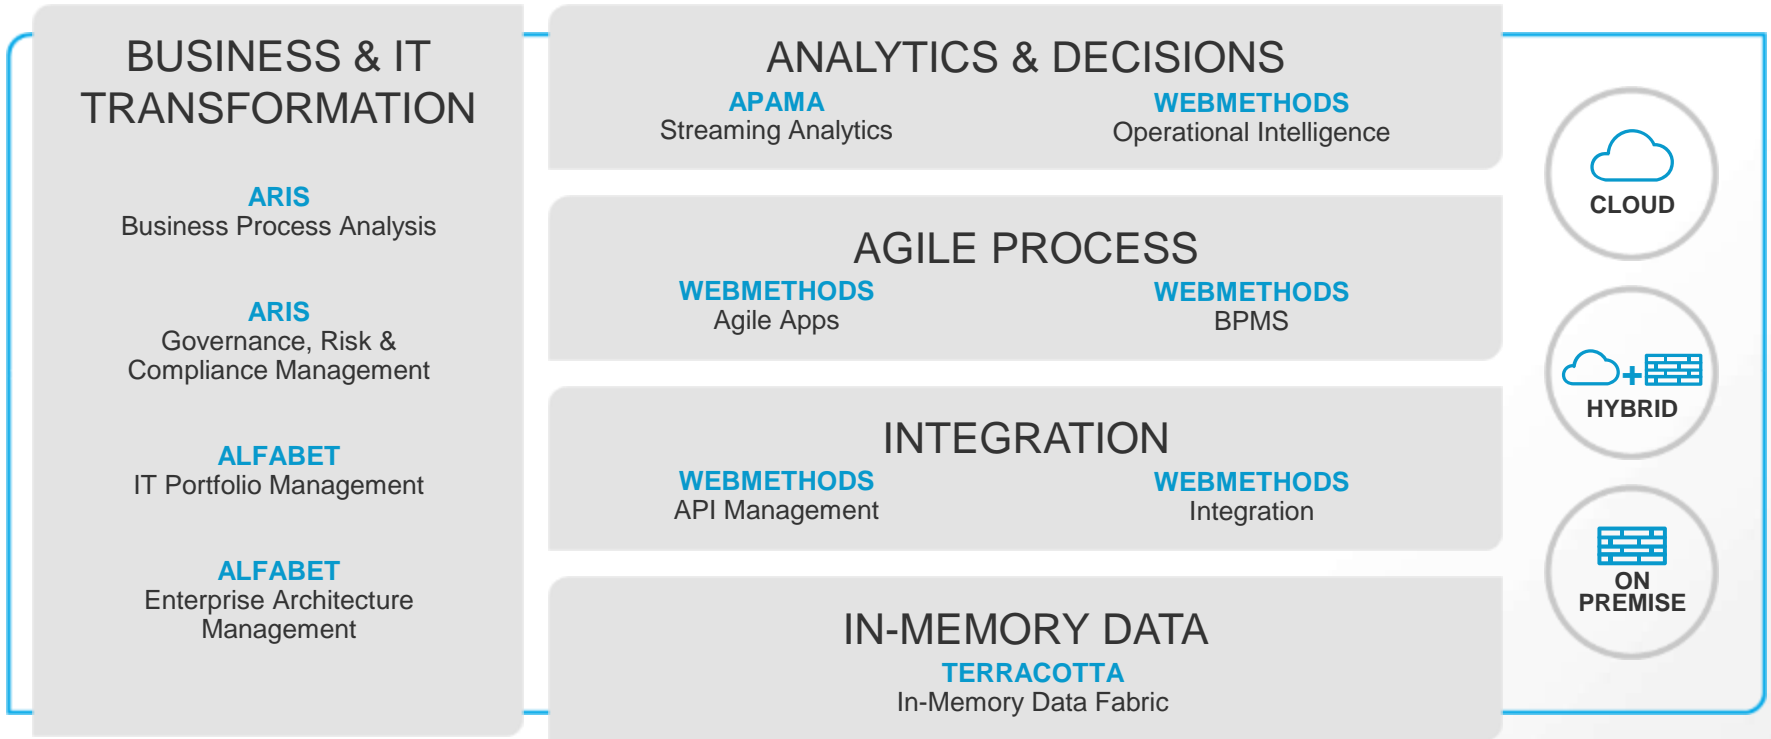 BUSINESS & IT
TRANSFORMATION
ARIS
Business Process Analysis
ARIS
Governance, Risk &
Compliance Management
ALFABET
IT Portfolio Management
ALFABET
Enterprise Architecture
Management
ANALYTICS & DECISIONS
APAMA
Streaming Analytics
WEBMETHODS
Operational Intelligence
AGILE PROCESS
WEBMETHODS
Agile Apps
WEBMETHODS
BPMS
INTEGRATION
WEBMETHODS
API Management
WEBMETHODS
Integration
IN-MEMORY DATA
TERRACOTTA
In-Memory Data Fabric
CLOUD
+
HYBRID
ON
PREMISE